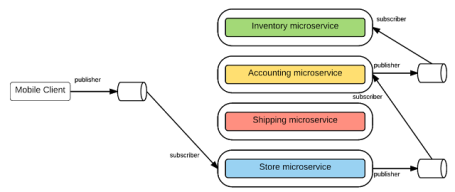 Inventory microservice
subscriber
publisher
Accounting microservice
publisher
Mobile Client
subscriber
Shipping microservice
subscriber
Store microservice
publisher